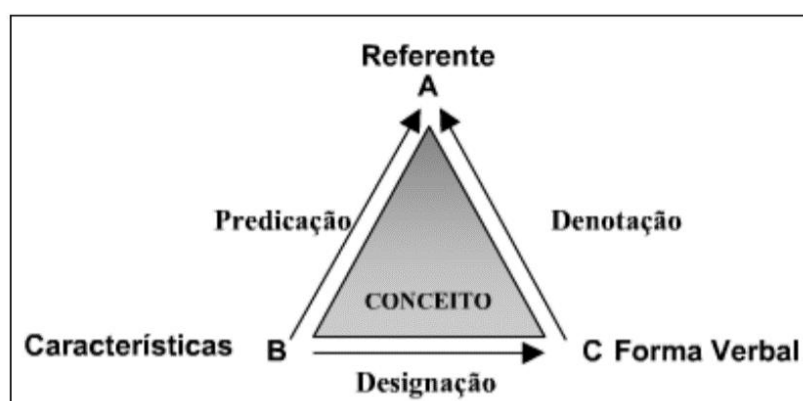 Referente
A
Predicação
Denotação
CONCEITO
Características B
C Forma Verbal
Designação